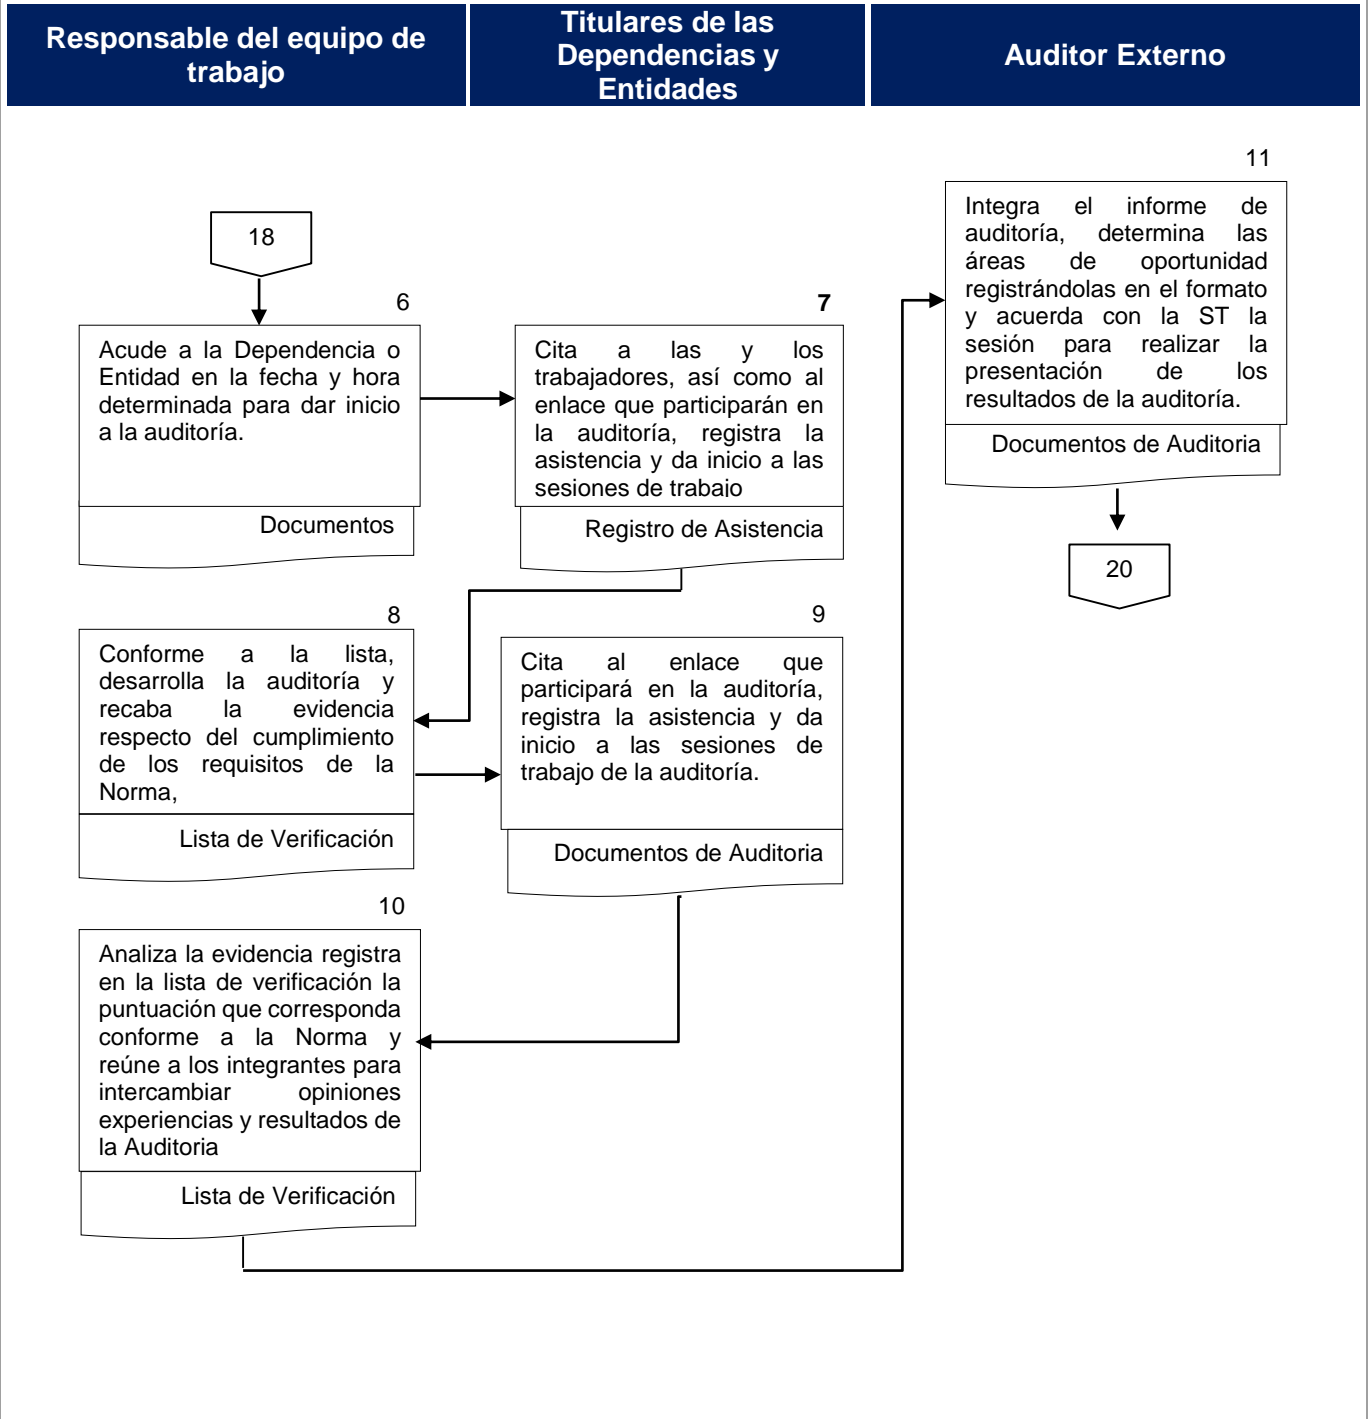 Responsable del equipo de
trabajo
Titulares de las
Dependencias y
Entidades
Auditor Externo
18
6
Acude a la Dependencia o
Entidad en la fecha y hora
determinada para dar inicio
a la auditoría.
Documentos
7
Cita a las y los
trabajadores, así como al
enlace que participarán en
la auditoría, registra la
asistencia y da inicio a las
sesiones de trabajo
Registro de Asistencia
8
Conforme a la lista,
desarrolla la auditoría y
recaba la evidencia
respecto del cumplimiento
de los requisitos de la
Norma,
Lista de Verificación
9
Cita al enlace que
participará en la auditoría,
registra la asistencia y da
inicio a las sesiones de
trabajo de la auditoría.
Documentos de Auditoria
10
Analiza la evidencia registra
en la lista de verificación la
puntuación que corresponda
conforme a la Norma y
reúne a los integrantes para
intercambiar opiniones
experiencias y resultados de
la Auditoria
Lista de Verificación
11
Integra el informe de
auditoría, determina las
áreas de oportunidad
registrándolas en el formato
y acuerda con la ST la
sesión para realizar la
presentación de los
resultados de la auditoría.
Documentos de Auditoria
20